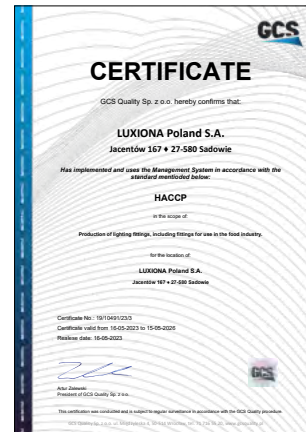 GCS
CERTIFICATE
GCS Quality Sp. z o.o. hereby confirms that:
LUXIONA Poland S.A.
Jacentów 167 ♦ 27-580 Sadowie
Has implemented and uses the Management System in accordance with the
standard mentioded below:
HACCP
in the scope of:
Production of lighting fittings, including fittings for use in the food industry.
for the location of:
LUXIONA Poland S.A.
Jacentów 167 ♦ 27-580 Sadowie
Certificate No.: 19/10491/23/3
Certificate valid from 16-05-2023 to 15-05-2026
Reslese date: 16-05-2023
Artur Zalewski
President of GCS Quality Sp. z o.o.
GCS
This certification was conducted and is subject to regular surveillance in accordance with the GCS Quality procedure.
GCS Quality Sp. z o.o.